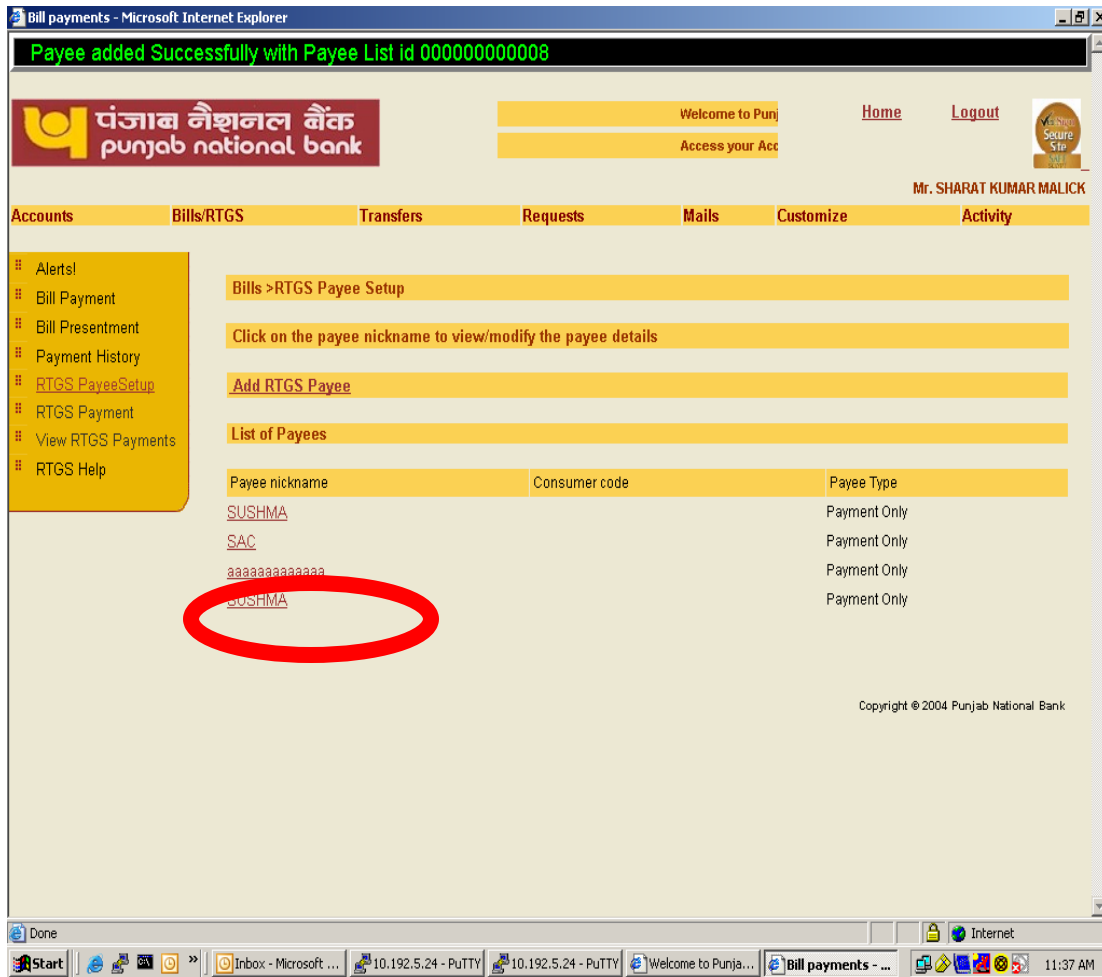 Bill payments - Microsoft Internet Explorer
Payee added Successfully with Payee List id 000000000008
पंजाब नैशनल बैंक
punjab national bank
Welcome to Punj
Access your Acc
Home Logout
Secure
Site
Mr. SHARAT KUMAR MALICK
Accounts Bills/RTGS Transfers Requests Mails Customize Activity
Alerts!
Bill Payment
Bill Presentment
Payment History
RTGS PayeeSetup
RTGS Payment
View RTGS Payments
RTGS Help
Bills >RTGS Payee Setup
Click on the payee nickname to view/modify the payee details
Add RTGS Payee
List of Payees
Payee nickname Consumer code Payee Type
SUSHMA Payment Only
SAC Payment Only
aaaaaaaaaaaaa Payment Only
SUSHMA Payment Only
Copyright © 2004 Punjab National Bank
Done Internet
Start » Inbox - Microsoft ... 10.192.5.24 - PuTTY 10.192.5.24 - PuTTY Welcome to Punja... Bill payments - ... 11:37 AM